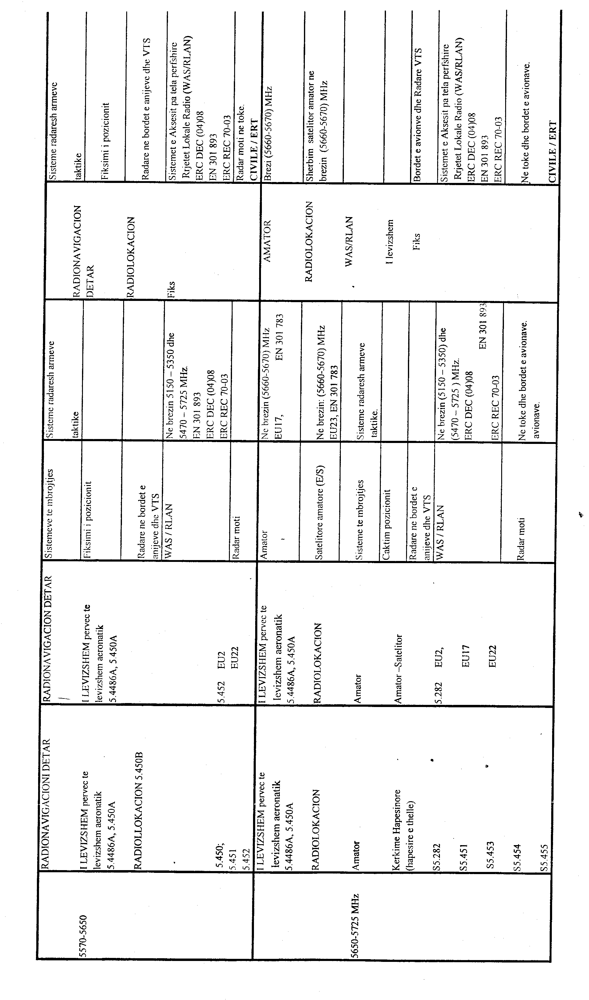 5570-5650
RADIONAVIGACIONI DETAR
I LEVIZSHEM pervec te
levizshem aeronatik
5.4486A, 5.450A
RADIOLLOKACION 5.450B
5.450;
5.451
5.452
RADIONAVIGACION DETAR
I LEVIZSHEM pervec te
levizshem aeronatik
5.4486A, 5.450A
5.452 EU2
EU22
Sistemeve te mbrojtjes
Fiksimi i pozicionit
Radare ne bordet e
anijeve dhe VTS
WAS / RLAN
Radar moti
Sisteme radaresh armeve
taktike
Ne brezin 5150 – 5350 dhe
5470 – 5725 MHz.
EN 301 893
ERC DEC (04)08
ERC REC 70-03
RADIONAVIGACION
DETAR
RADIOLOKACION
Fiks
Sisteme radaresh armeve
taktike
Fiksimi i pozicionit
Radare ne bordet e anijeve dhe VTS
Sistemet e Aksesit pa tela perfshire
Rrjetet Lokale Radio (WAS/RLAN)
ERC DEC (04)08
EN 301 893
ERC REC 70-03
Radar moti ne toke.
CIVILE / ERT
5650-5725 MHz
I LEVIZSHEM pervec te
levizshem aeronatik
5.4486A, 5.450A
RADIOLOKACION
Amator
Kerkime Hapesinore
(hapesire e thelle)
S5.282
S5.451
S5.453
S5.454
S5.455
I LEVIZSHEM pervec te
levizshem aeronatik
5.4486A, 5.450A
RADIOLOKACION
Amator
Amator –Satelitor
5.282 EU2,
EU17
EU22
Amator
Satelitore amatore (E/S)
Sisteme te mbrojtjes
Caktim pozicionit
Radare ne bordet e
anijeve dhe VTS
WAS / RLAN
Radar moti
Ne brezin (5660-5670) MHz
EU17, EN 301 783
Ne brezin: (5660-5670) MHz
EU23, EN 301 783
Sisteme radaresh armeve
taktike.
Ne brezin (5150 – 5350) dhe
(5470 – 5725 ) MHz.
ERC DEC (04)08
EN 301 893
ERC REC 70-03
Ne toke dhe bordet e avionave.
avionave.
AMATOR
RADIOLOKACION
WAS/RLAN
I levizshem
Fiks
Brezi (5660-5670) MHz
Sherbim satelitor amator ne
brezin (5660-5670) MHz
Bordet e avionve dhe Radare VTS
Sistemet e Aksesit pa tela perfshire
Rrjetet Lokale Radio (WAS/RLAN)
ERC DEC (04)08
EN 301 893
ERC REC 70-03
Ne toke dhe bordet e avionave.
CIVILE / ERT